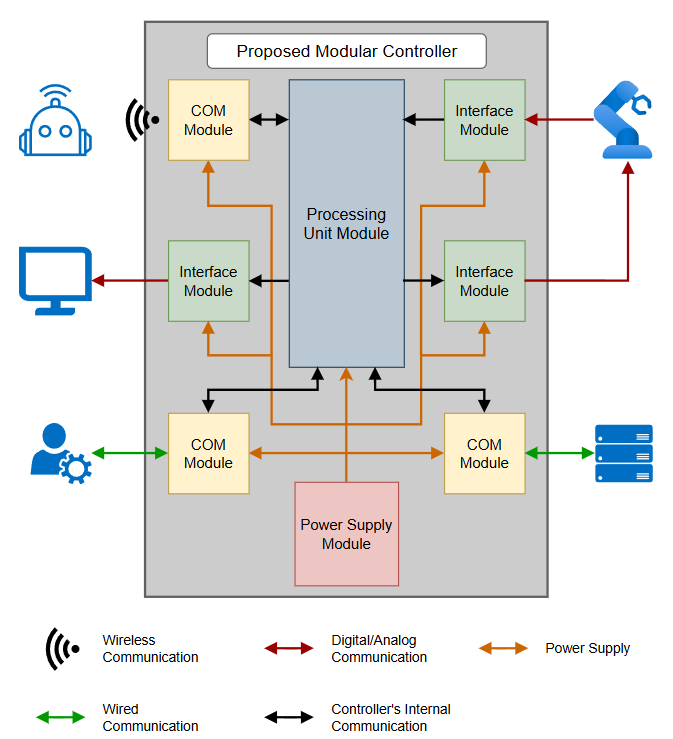 Proposed Modular Controller
COM
Module
Interface
Module
Processing
Unit Module
Interface
Module
Interface
Module
COM
Module
COM
Module
Power Supply
Module
Wireless
Communication
Digital/Analog
Communication
Power Supply
Wired
Communication
Controller's Internal
Communication